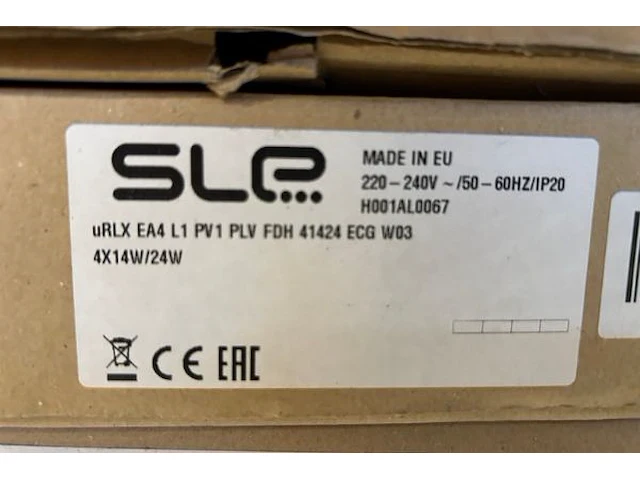 SLE
MADE IN EU
220-240V ~ /50-60HZ/IP20
H001AL0067
uRLX EA4 L1 PV1 PLV FDH 41424 ECG W03
4X14W/24W
CE EAC